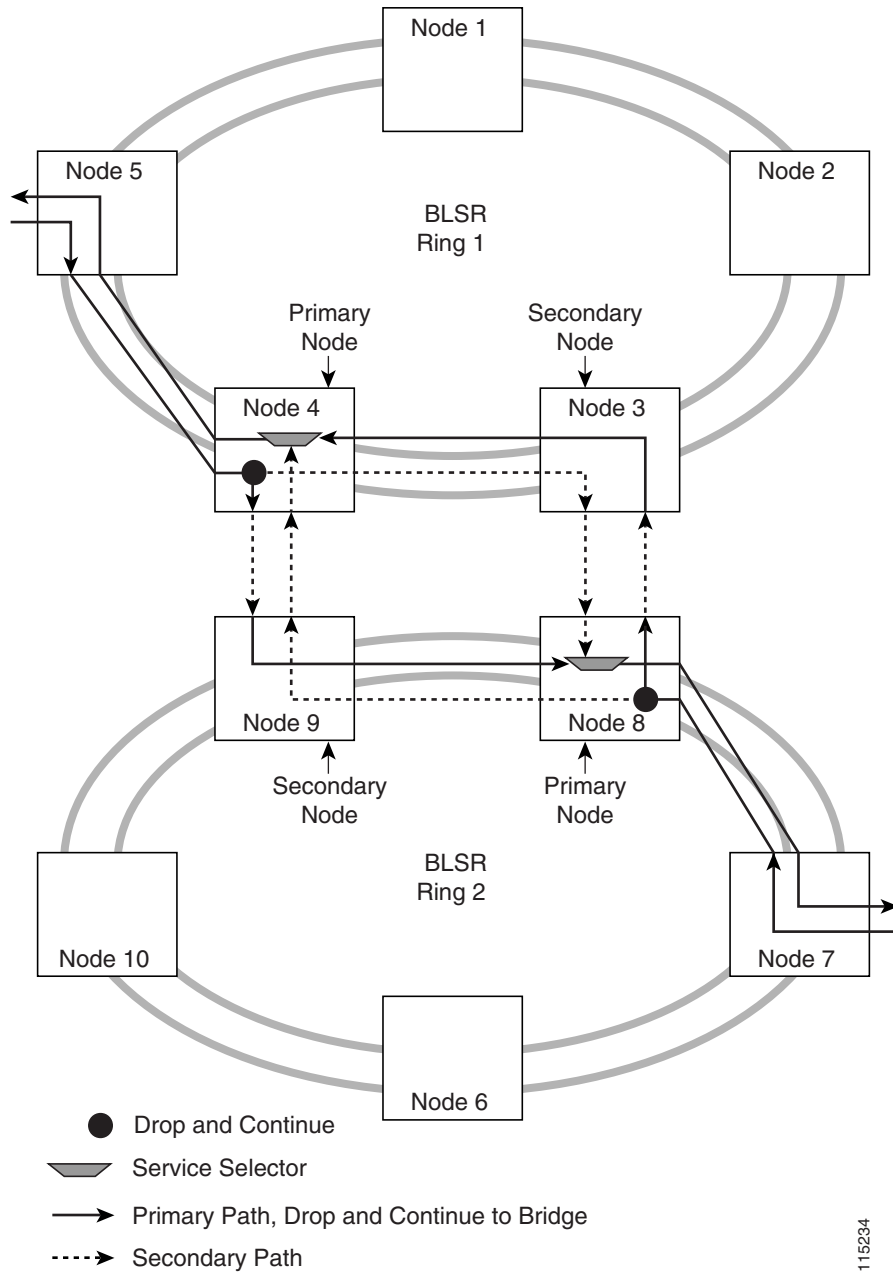 Node 1
Node 5
Node 2
BLSR
Ring 1
Primary
Node
Secondary
Node
Node 4
Node 3
Node 9
Node 8
Secondary
Node
Primary
Node
BLSR
Ring 2
Node 10
Node 7
Node 6
Drop and Continue
Service Selector
Primary Path, Drop and Continue to Bridge
Secondary Path
115234